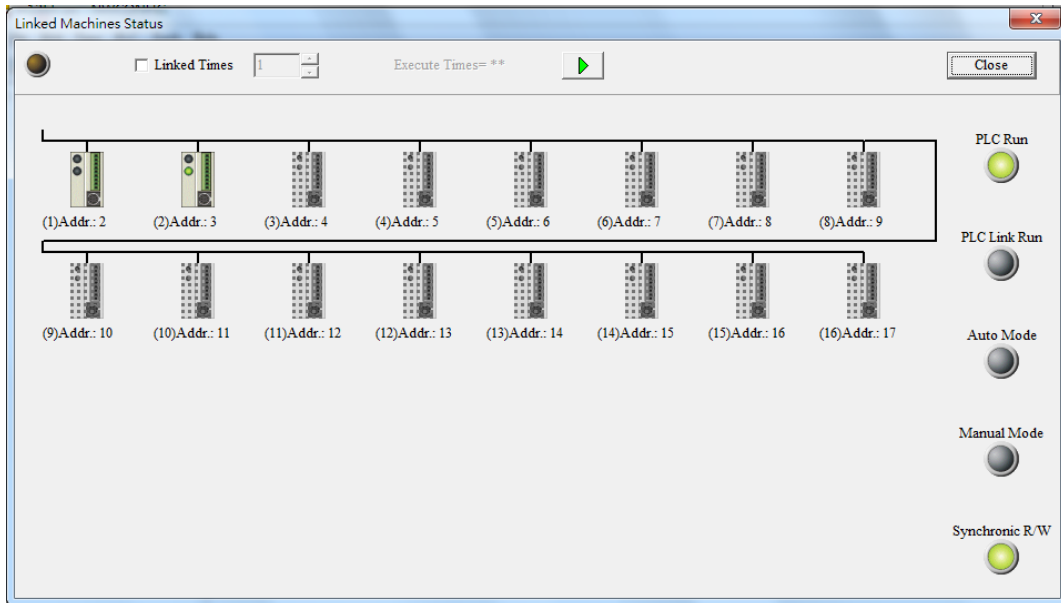 Linked Machines Status
Linked Times 1 Execute Times= ** Close
PLC Run
(1)Addr.: 2 (2)Addr.: 3 (3)Addr.: 4 (4)Addr.: 5 (5)Addr.: 6 (6)Addr.: 7 (7)Addr.: 8 (8)Addr.: 9
PLC Link Run
(9)Addr.: 10 (10)Addr.: 11 (11)Addr.: 12 (12)Addr.: 13 (13)Addr.: 14 (14)Addr.: 15 (15)Addr.: 16 (16)Addr.: 17
Auto Mode
Manual Mode
Synchronic R/W